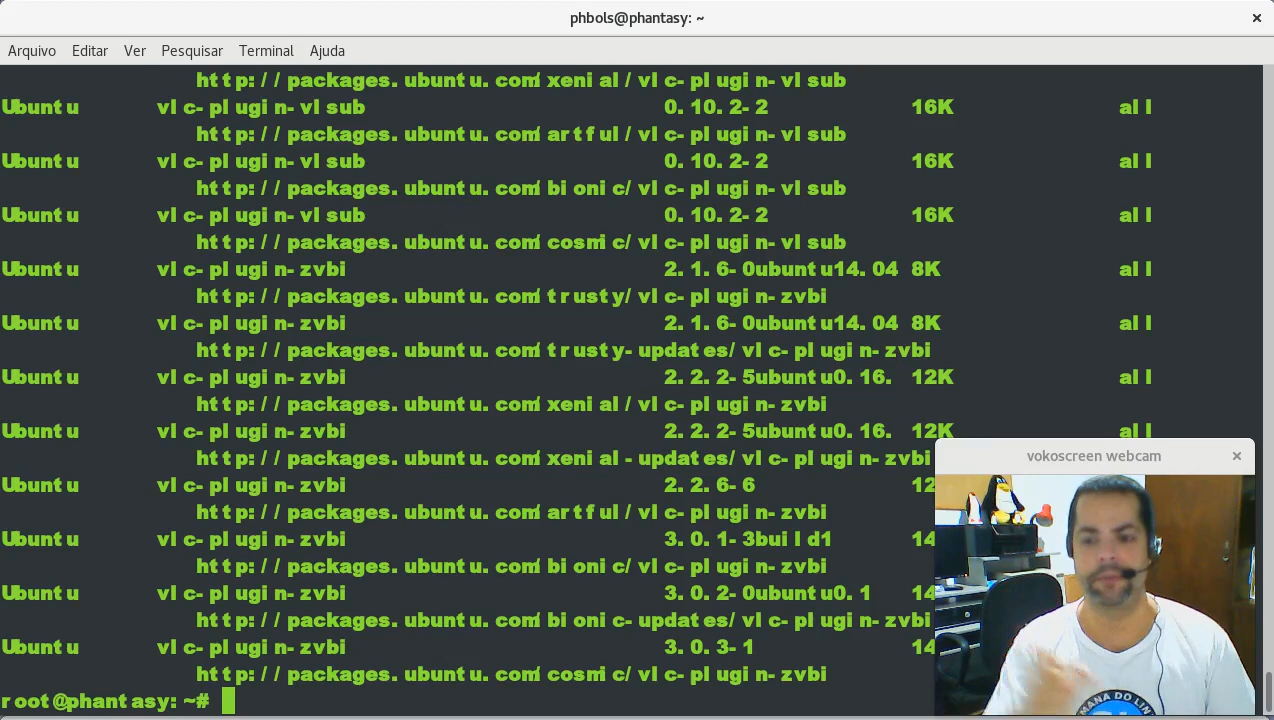 phbols@phantasy: ~
Arquivo Editar Ver Pesquisar Terminal Ajuda
http://packages.ubuntu.com/xenial/vlc-plugin-vlsub
Ubuntu vlc-plugin-vlsub 0.10.2-2 16K all
http://packages.ubuntu.com/artful/vlc-plugin-vlsub
Ubuntu vlc-plugin-vlsub 0.10.2-2 16K all
http://packages.ubuntu.com/bionic/vlc-plugin-vlsub
Ubuntu vlc-plugin-vlsub 0.10.2-2 16K all
http://packages.ubuntu.com/cosmic/vlc-plugin-vlsub
Ubuntu vlc-plugin-zvbi 2.1.6-0ubuntu14.04 8K all
http://packages.ubuntu.com/trusty/vlc-plugin-zvbi
Ubuntu vlc-plugin-zvbi 2.1.6-0ubuntu14.04 8K all
http://packages.ubuntu.com/trusty-updates/vlc-plugin-zvbi
Ubuntu vlc-plugin-zvbi 2.2.2-5ubuntu0.16. 12K all
http://packages.ubuntu.com/xenial/vlc-plugin-zvbi
Ubuntu vlc-plugin-zvbi 2.2.2-5ubuntu0.16. 12K all
http://packages.ubuntu.com/xenial-updates/vlc-plugin-zvbi
vokoscreen webcam
Ubuntu vlc-plugin-zvbi 2.2.6-6 12
http://packages.ubuntu.com/artful/vlc-plugin-zvbi
Ubuntu vlc-plugin-zvbi 3.0.1-3build1 14
http://packages.ubuntu.com/bionic/vlc-plugin-zvbi
Ubuntu vlc-plugin-zvbi 3.0.2-0ubuntu0.1 14
http://packages.ubuntu.com/bionic-updates/vlc-plugin-zvbi
Ubuntu vlc-plugin-zvbi 3.0.3-1 14
http://packages.ubuntu.com/cosmic/vlc-plugin-zvbi
root@phantasy:~#
MANA DO LIN